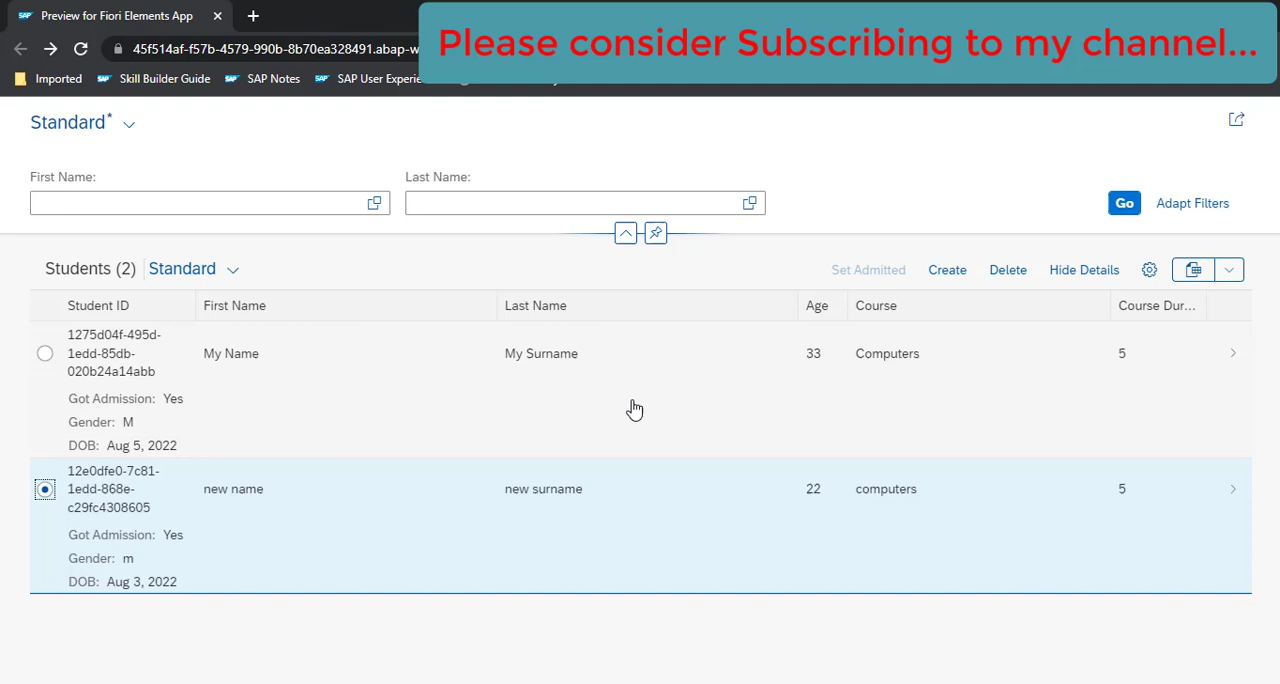 Preview for Fiori Elements App
Please consider Subscribing to my channel...
45f514af-f57b-4579-990b-8b70ea328491.abap-w
Imported SAP Skill Builder Guide SAP SAP Notes SAP SAP User Experie
Standard*
First Name: Last Name:
Go Adapt Filters
Students (2) Standard Set Admitted Create Delete Hide Details
Student ID First Name Last Name Age Course Course Dur...
1275d04f-495d-
1edd-85db- My Name My Surname 33 Computers 5
020b24a14abb
Got Admission: Yes
Gender: M
DOB: Aug 5, 2022
12e0dfe0-7c81-
1edd-868e- new name new surname 22 computers 5
c29fc4308605
Got Admission: Yes
Gender: m
DOB: Aug 3, 2022